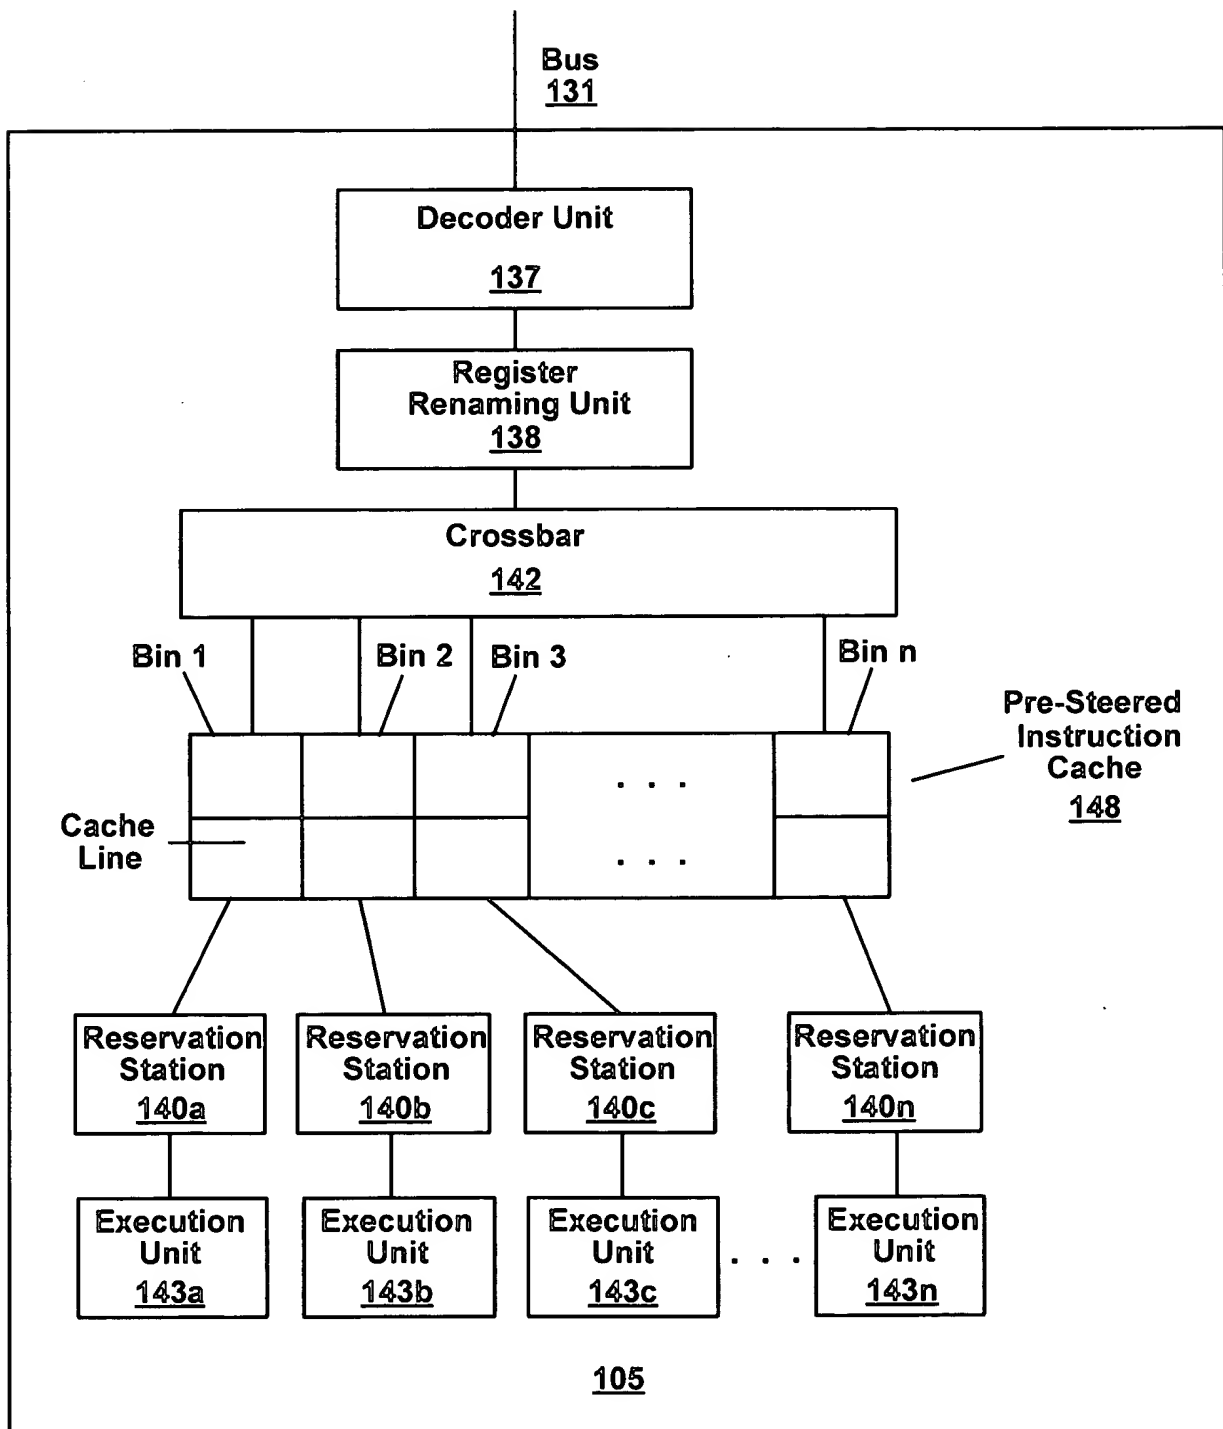 Bus
131
Decoder Unit
137
Register
Renaming Unit
138
Crossbar
142
Bin 1
Bin 2
Bin 3
Bin n
Pre-Steered
Instruction
Cache
148
. . .
Cache
Line
. . .
Reservation
Station
140a
Reservation
Station
140b
Reservation
Station
140c
Reservation
Station
140n
Execution
Unit
143a
Execution
Unit
143b
Execution
Unit
143c
. . . .
Execution
Unit
143n
105